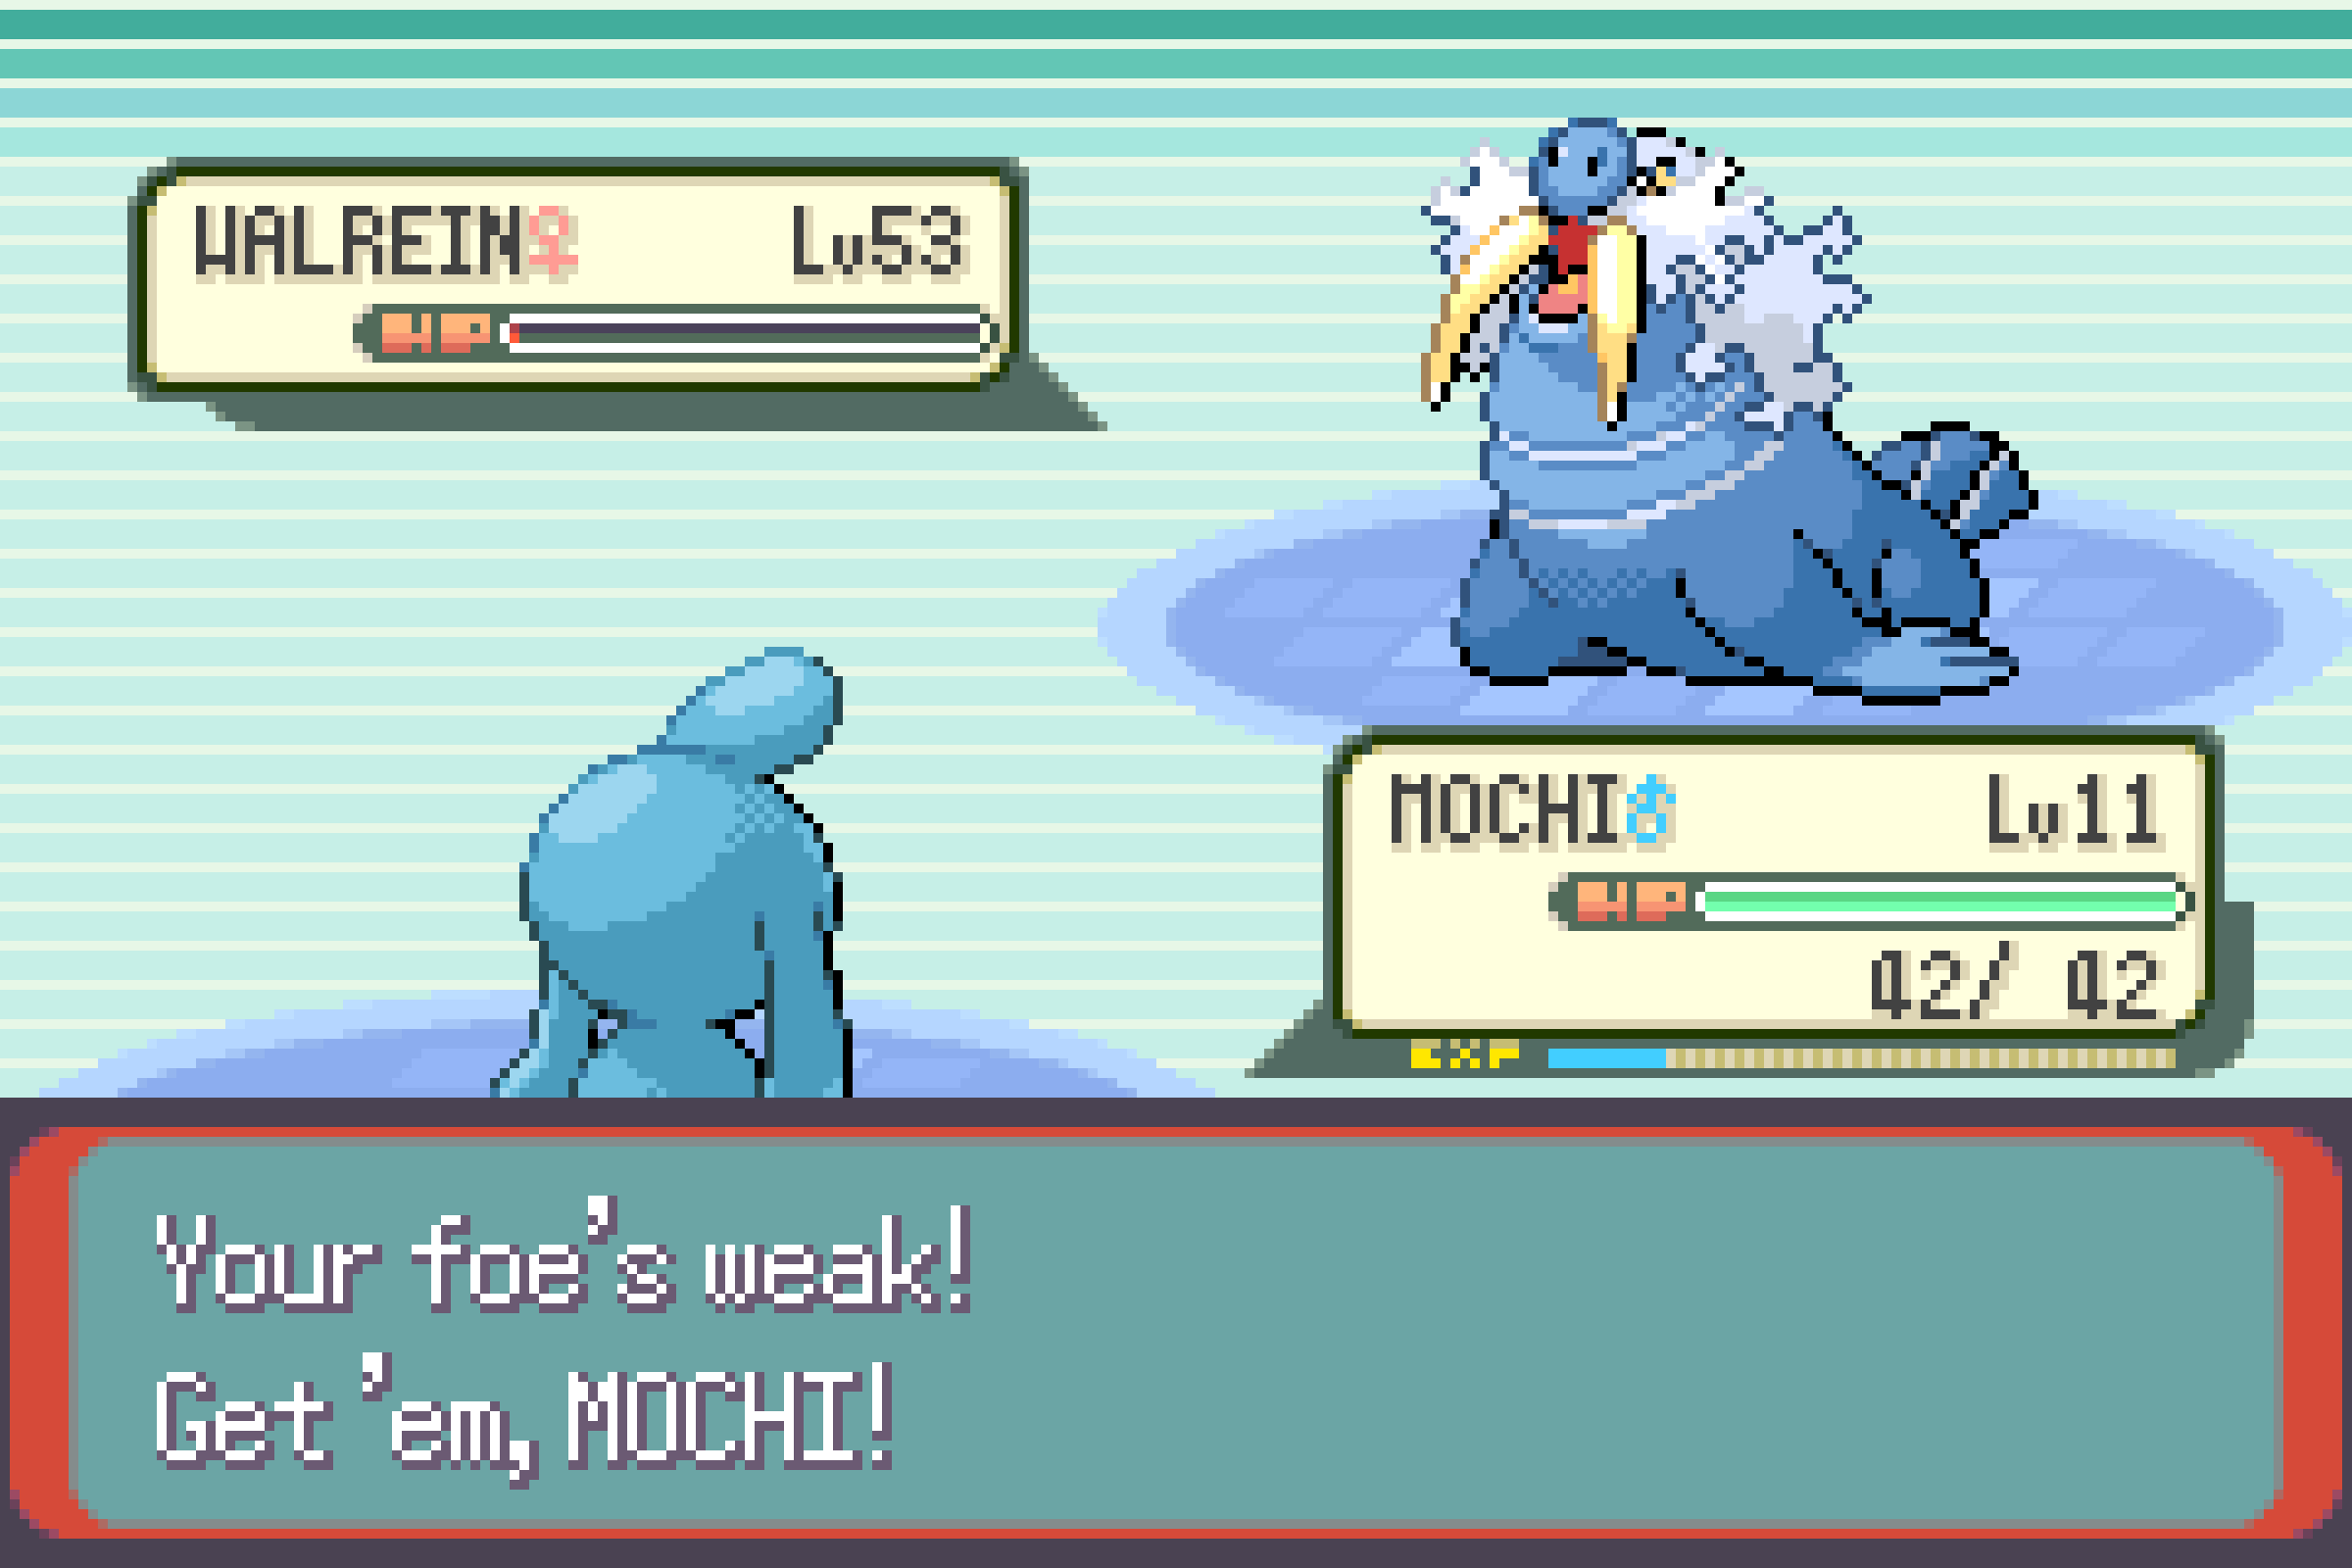 WALREIN♀ Lv53
HP
MOCHI♂ Lv11
HP
42/ 42
EXP
Your foe's weak!
Get 'em, MOCHI!